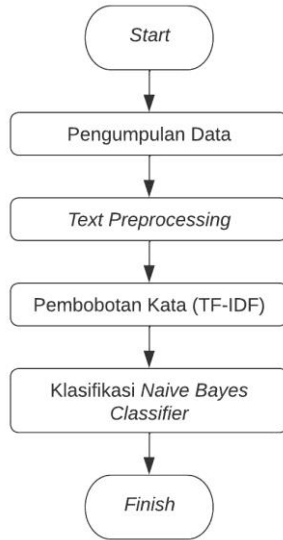 Start
Pengumpulan Data
Text Preprocessing
Pembobotan Kata (TF-IDF)
Klasifikasi Naive Bayes
Classifier
Finish